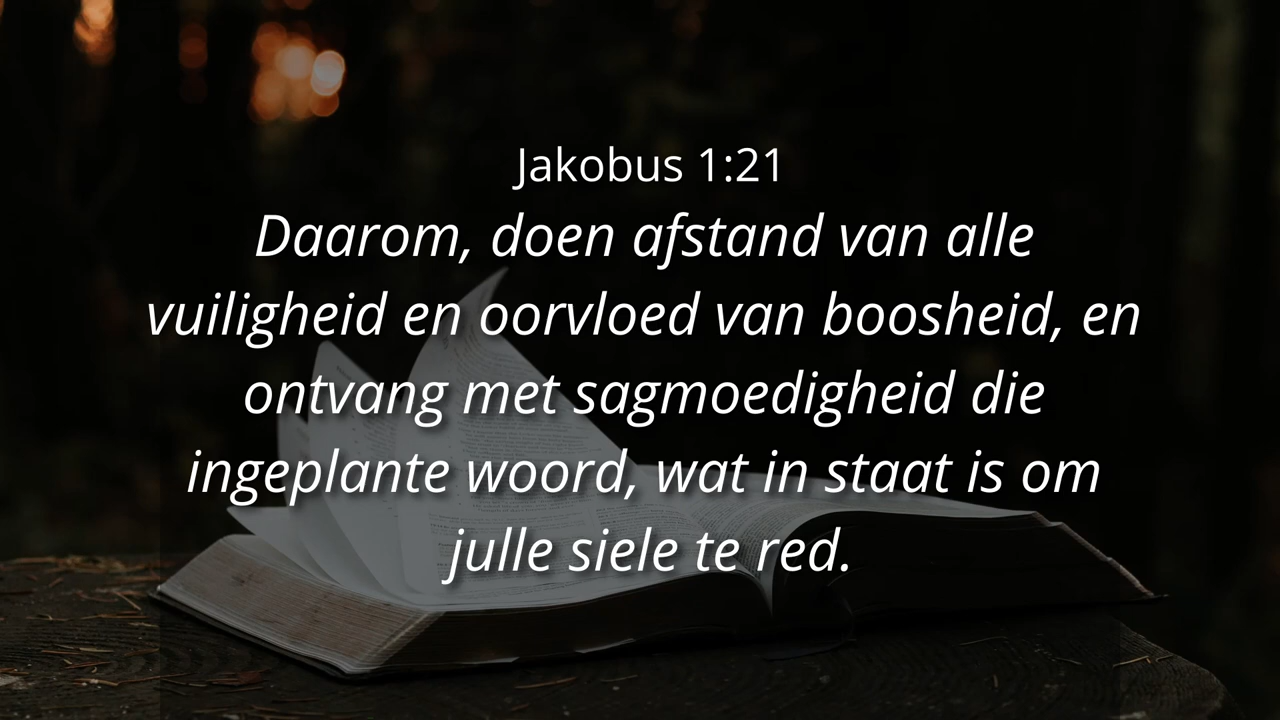 Jakobus 1:21
Daarom, doen afstand van alle
vuiligheid en oorvloed van boosheid, en
ontvang met sagmoedigheid die
ingeplante woord, wat in staat is om
julle siele te red.